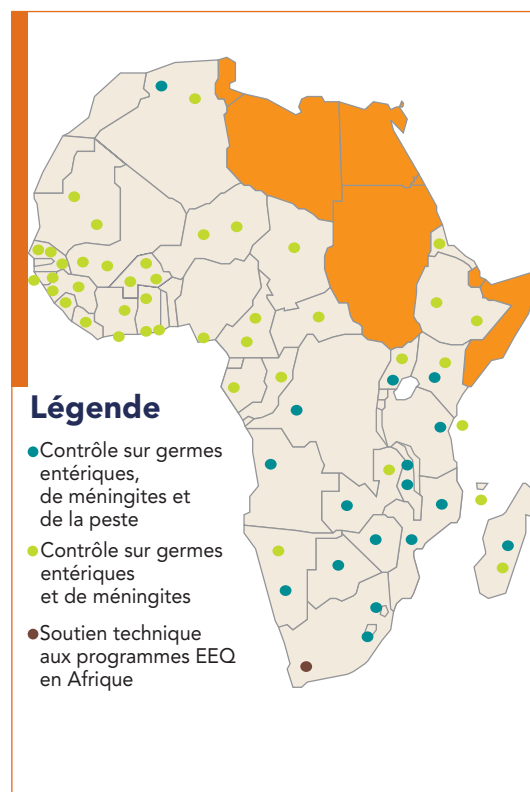 Légende
Contrôle sur germes
entériques,
de méningites et
de la peste
Contrôle sur germes
entériques
et de méningites
Soutien technique
aux programmes EEQ
en Afrique